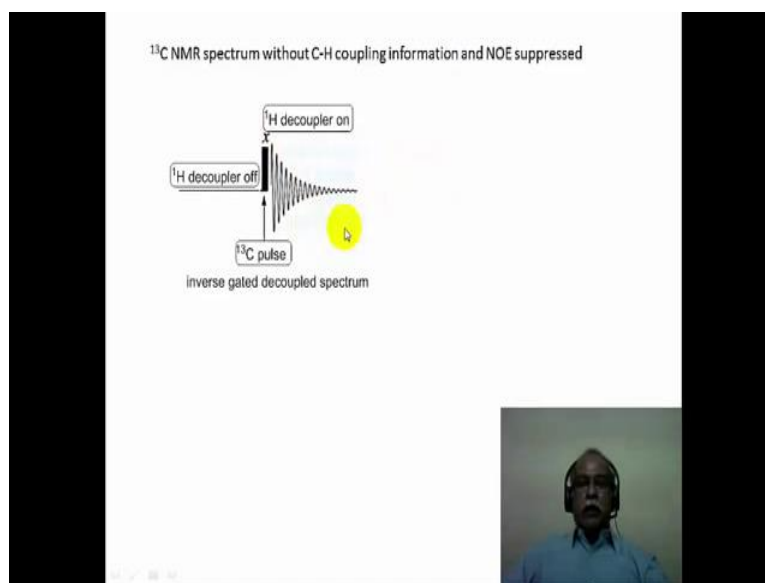 ¹³C NMR spectrum without C-H coupling information and NOE suppressed
¹H decoupler on
x
¹H decoupler off
¹³C pulse
inverse gated decoupled spectrum